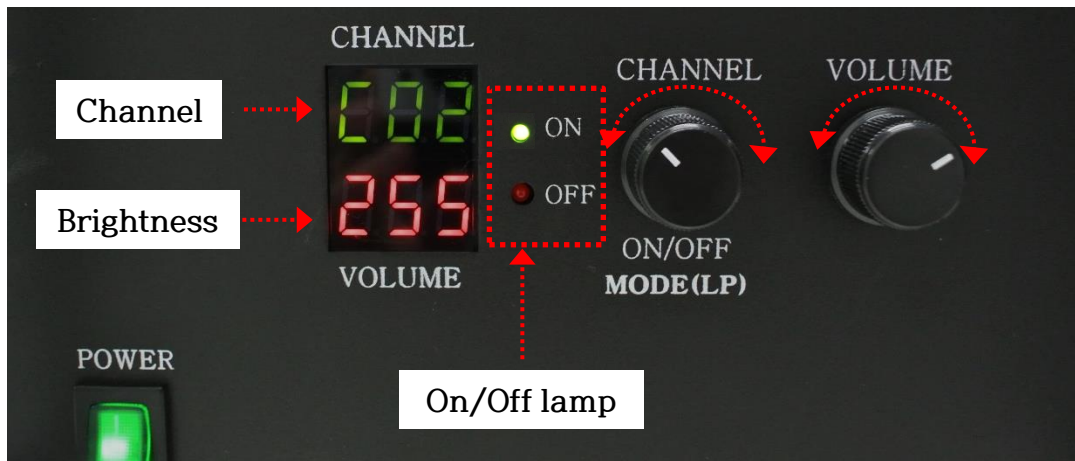 CHANNEL
C02
255
VOLUME
ON
OFF
CHANNEL
ON/OFF
MODE(LP)
VOLUME
Channel
Brightness
On/Off lamp
POWER